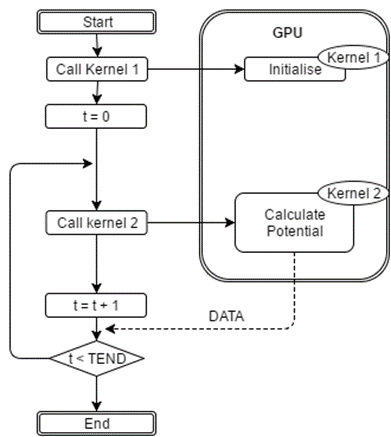 Start
GPU
Kernel 1
Call Kernel 1
Initialise
t = 0
Kernel 2
Call kernel 2
Calculate
Potential
t = t + 1
DATA
t < TEND
End